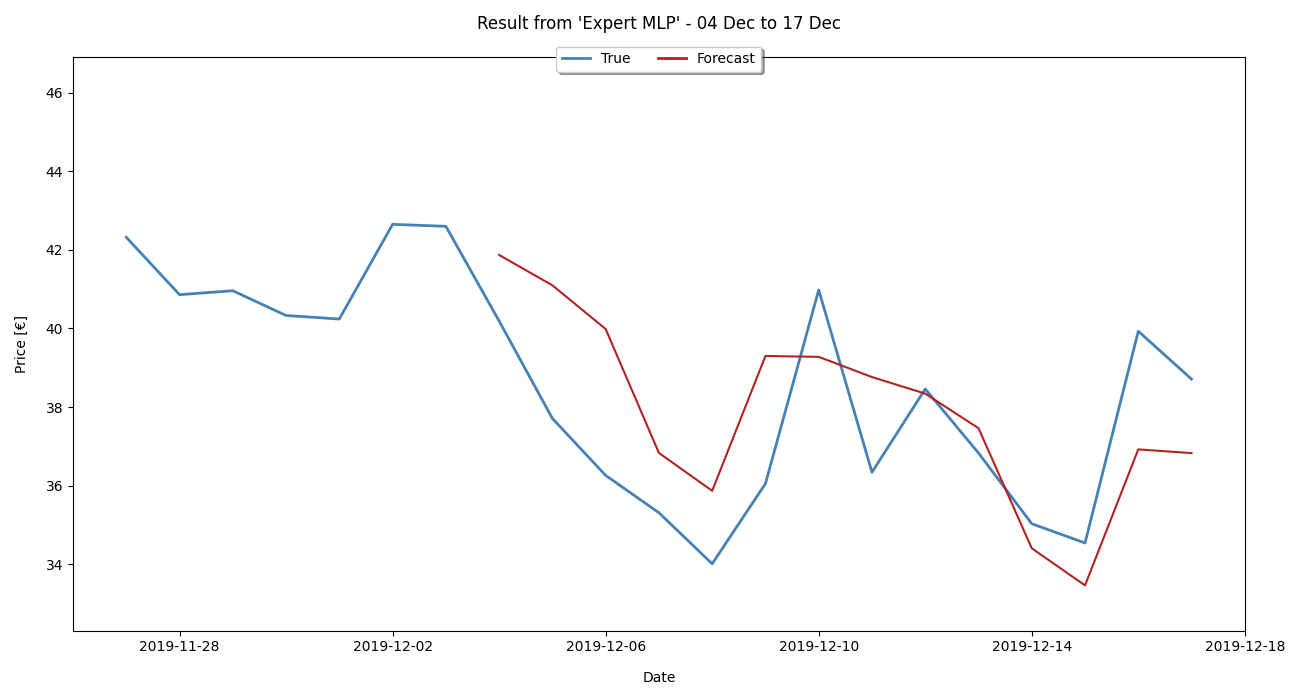 Result from 'Expert MLP' - 04 Dec to 17 Dec
True Forecast
46
44
42
40
38
36
34
Price [€]
2019-11-28 2019-12-02 2019-12-06 2019-12-10 2019-12-14 2019-12-18
Date